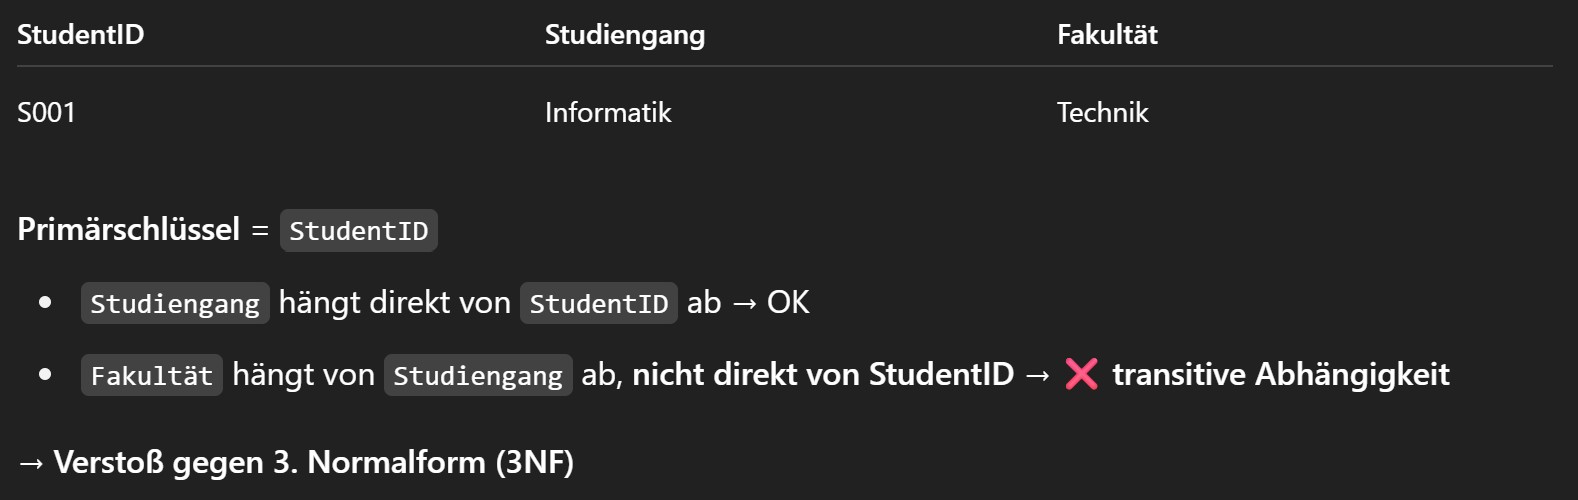 StudentID Studiengang Fakultät
S001 Informatik Technik
Primärschlüssel = StudentID
• Studiengang hängt direkt von StudentID ab → OK
• Fakultät hängt von Studiengang ab, nicht direkt von StudentID → ❌ transitive Abhängigkeit
→ Verstoß gegen 3. Normalform (3NF)